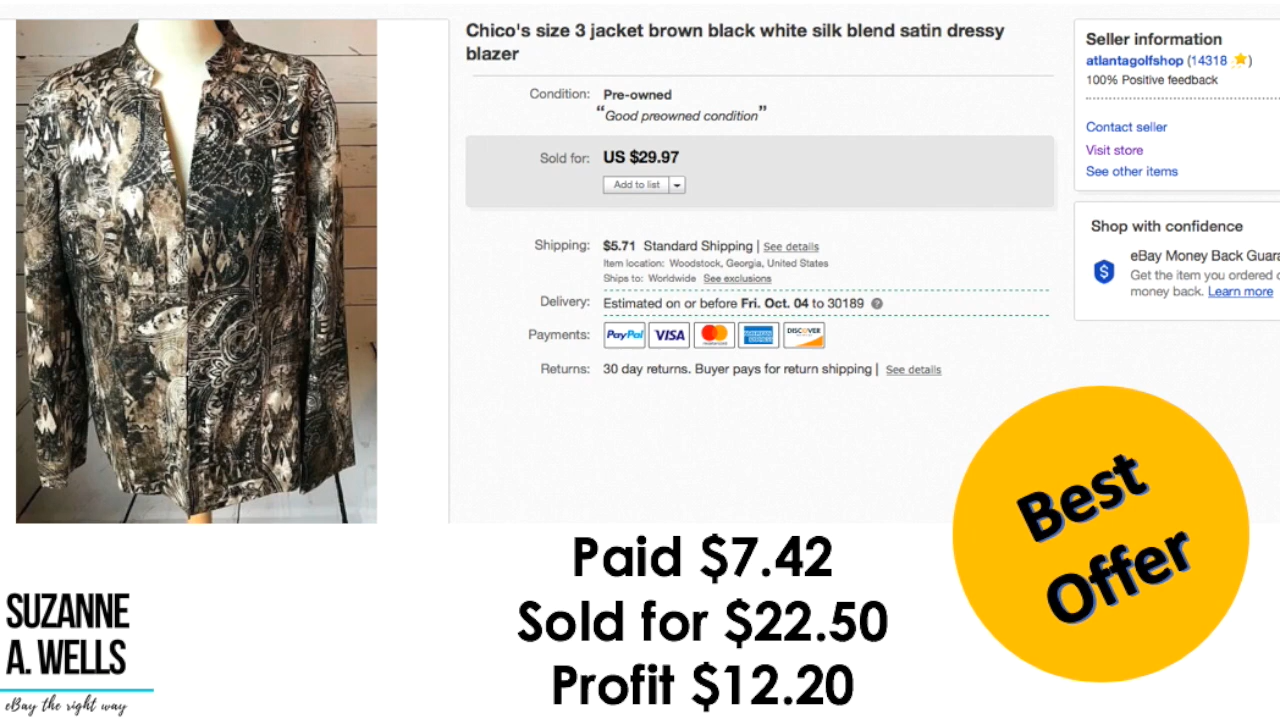 Chico's size 3 jacket brown black white silk blend satin dressy
blazer
Condition: Pre-owned
“Good preowned condition”
Sold for: US $29.97
Add to list
Shipping: $5.71 Standard Shipping | See details
Item location: Woodstock, Georgia, United States
Ships to: Worldwide See exclusions
Delivery: Estimated on or before Fri. Oct. 04 to 30189 ?
Payments: PayPal VISA DISCOVER
Returns: 30 day returns. Buyer pays for return shipping | See details
Seller information
atlantagolfshop (14318 )
100% Positive feedback
Contact seller
Visit store
See other items
Shop with confidence
eBay Money Back Guara
$ Get the item you ordered o
money back. Learn more
Best
Offer
Paid $7.42
Sold for $22.50
Profit $12.20
SUZANNE
A. WELLS
eBay the right way